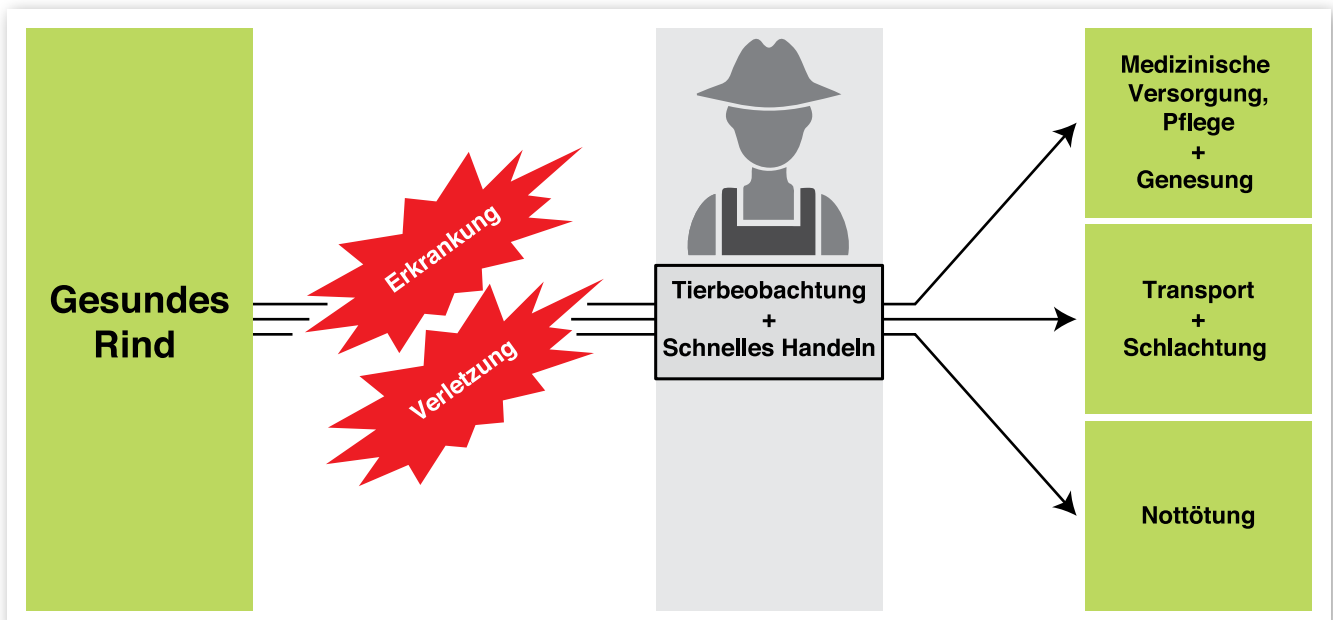 Gesundes
Rind
Erkrankung
Verletzung
Tierbeobachtung
+
Schnelles Handeln
Medizinische
Versorgung,
Pflege
+
Genesung
Transport
+
Schlachtung
Nottötung